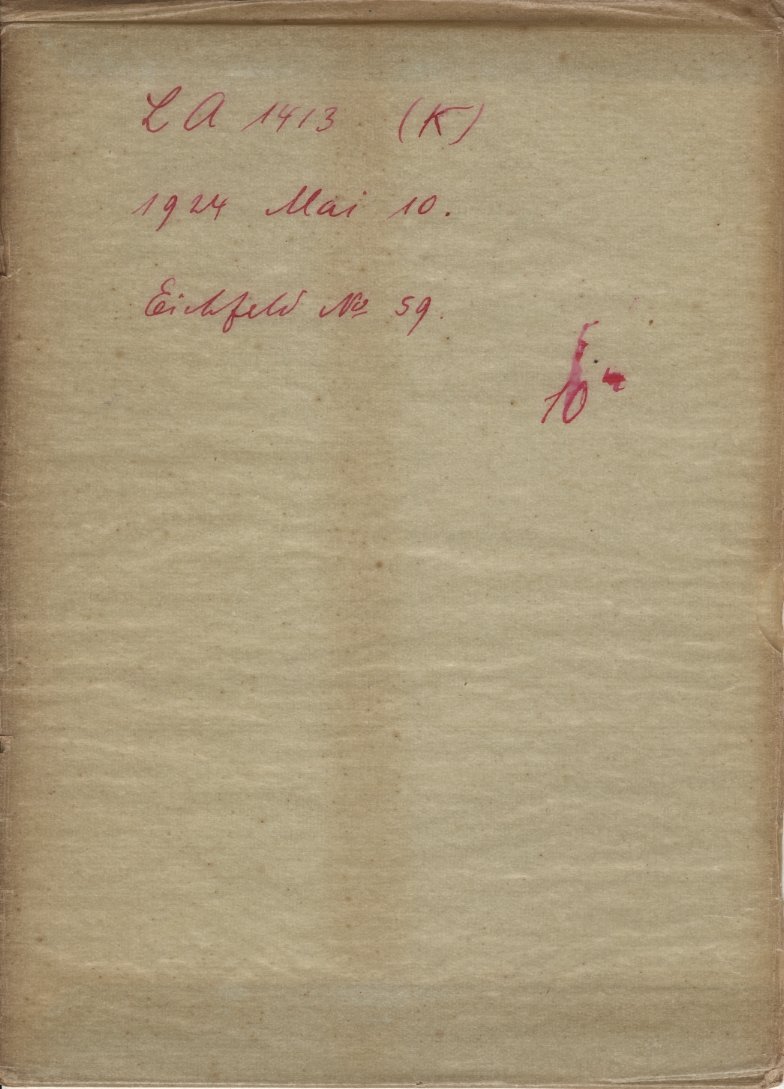 LA 1413 (K)
1924 Mai 10.
Eichfeld No 59.
10